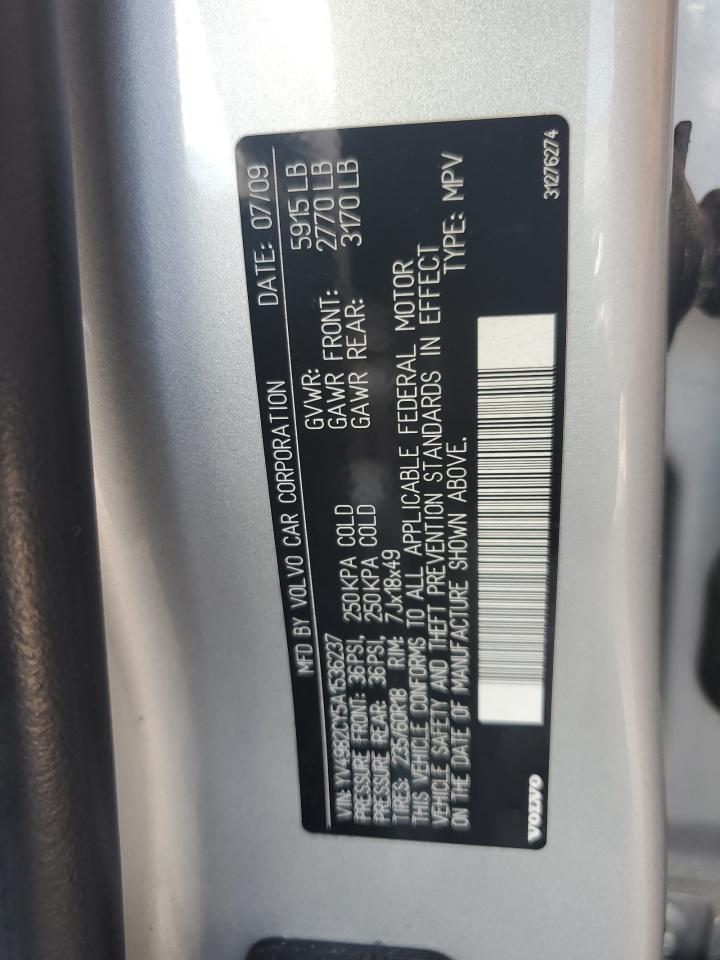 MFD BY VOLVO CAR CORPORATION DATE: 07/09
VIN: YV4982CY5A1536237 GVWR: 5915 LB
PRESSURE FRONT: 36PSI, 250KPA COLD GAWR FRONT: 2770 LB
PRESSURE REAR: 36PSI, 250KPA COLD GAWR REAR: 3170 LB
TIRES: 235/60R18 RIM: 7Jx18x49
THIS VEHICLE CONFORMS TO ALL APPLICABLE FEDERAL MOTOR
VEHICLE SAFETY AND THEFT PREVENTION STANDARDS IN EFFECT
ON THE DATE OF MANUFACTURE SHOWN ABOVE. TYPE: MPV
VOLVO 31276274